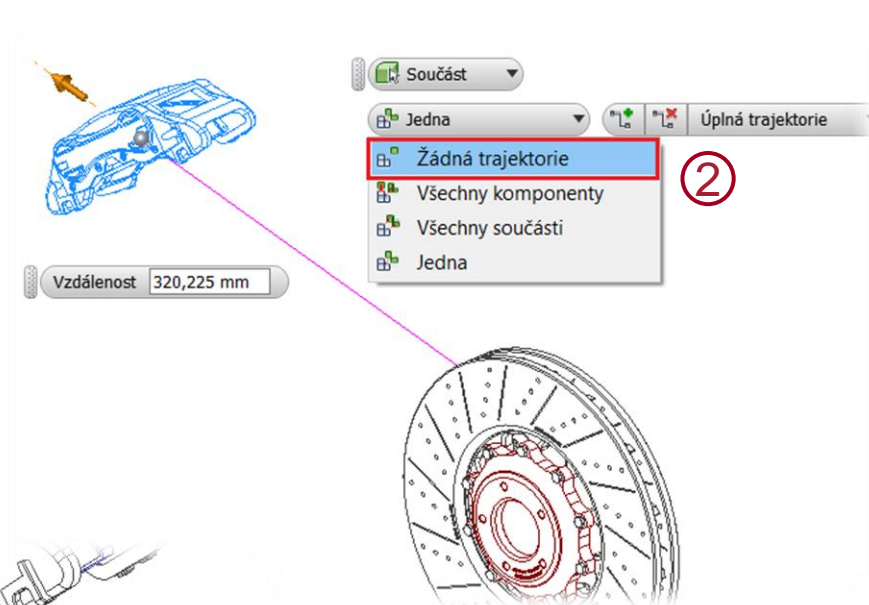 Součást
Jedna
Úplná trajektorie
Žádná trajektorie
2
Všechny komponenty
Všechny součásti
Jedna
Vzdálenost 320,225 mm